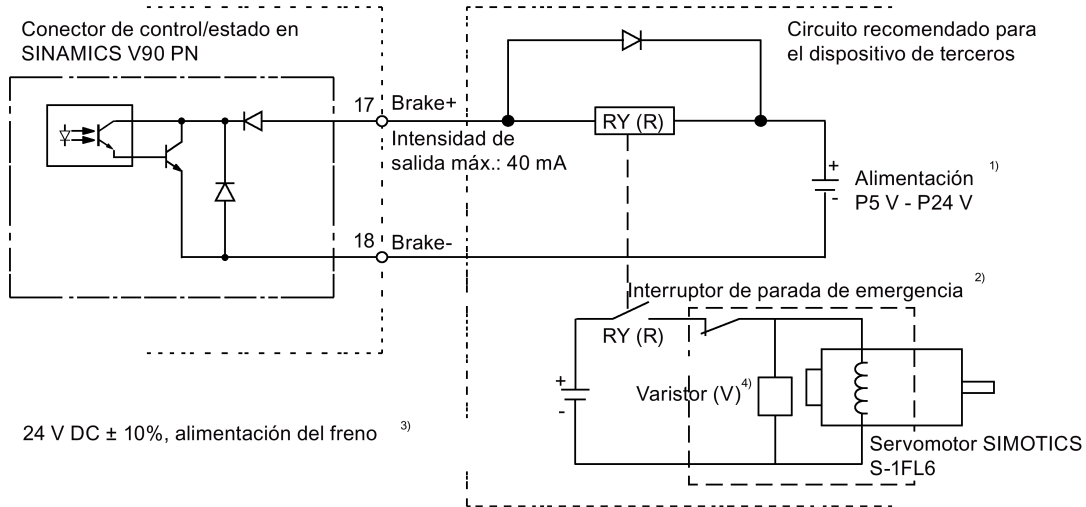 Conector de control/estado en
SINAMICS V90 PN
Circuito recomendado para
el dispositivo de terceros
17
Brake+
Intensidad de
salida máx.: 40 mA
RY (R)
+
-
Alimentación 1)
P5 V - P24 V
18
Brake-
Interruptor de parada de emergencia 2)
RY (R)
+
-
Varistor (V)4)
24 V DC ± 10%, alimentación del freno 3)
Servomotor SIMOTICS
S-1FL6